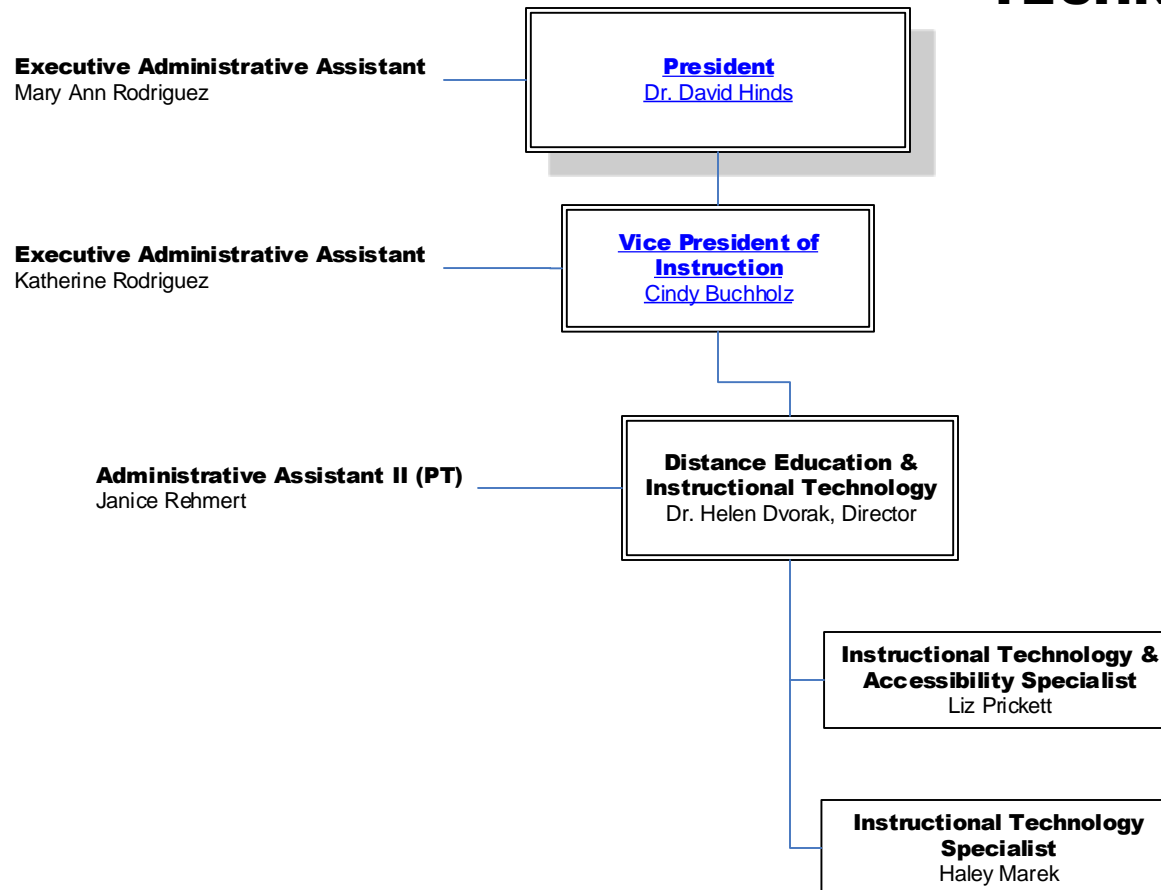 Executive Administrative Assistant
Mary Ann Rodriguez
President
Dr. David Hinds
Executive Administrative Assistant
Katherine Rodriguez
Vice President of
Instruction
Cindy Buchholz
Administrative Assistant II (PT)
Janice Rehmert
Distance Education &
Instructional Technology
Dr. Helen Dvorak, Director
Instructional Technology &
Accessibility Specialist
Liz Prickett
Instructional Technology
Specialist
Haley Marek